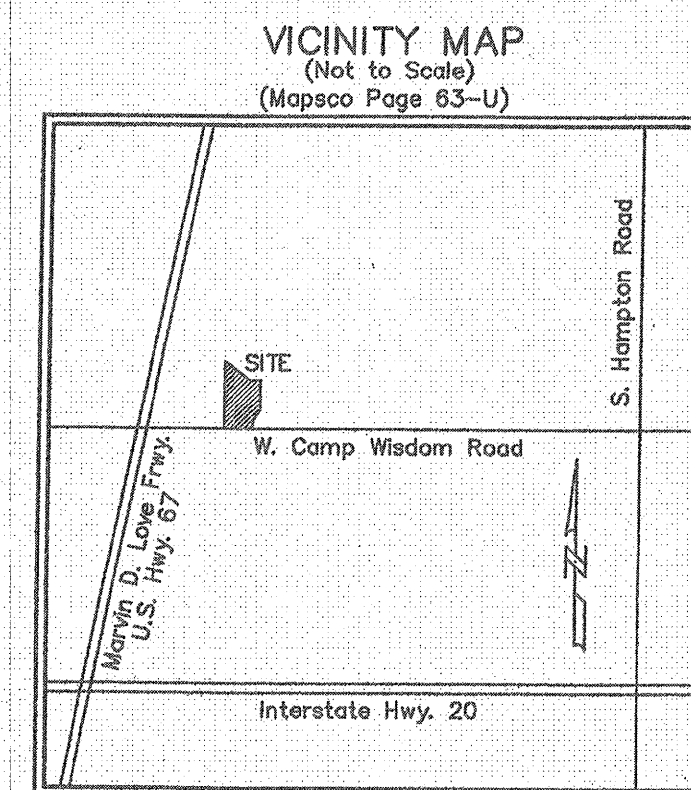 VICINITY MAP
(Not to Scale)
(Mapsco Page 63-U)
S. Hampton Road
SITE
W. Camp Wisdom Road
Marvin D. Love Frwy.
U.S. Hwy. 67
N
Interstate Hwy. 20